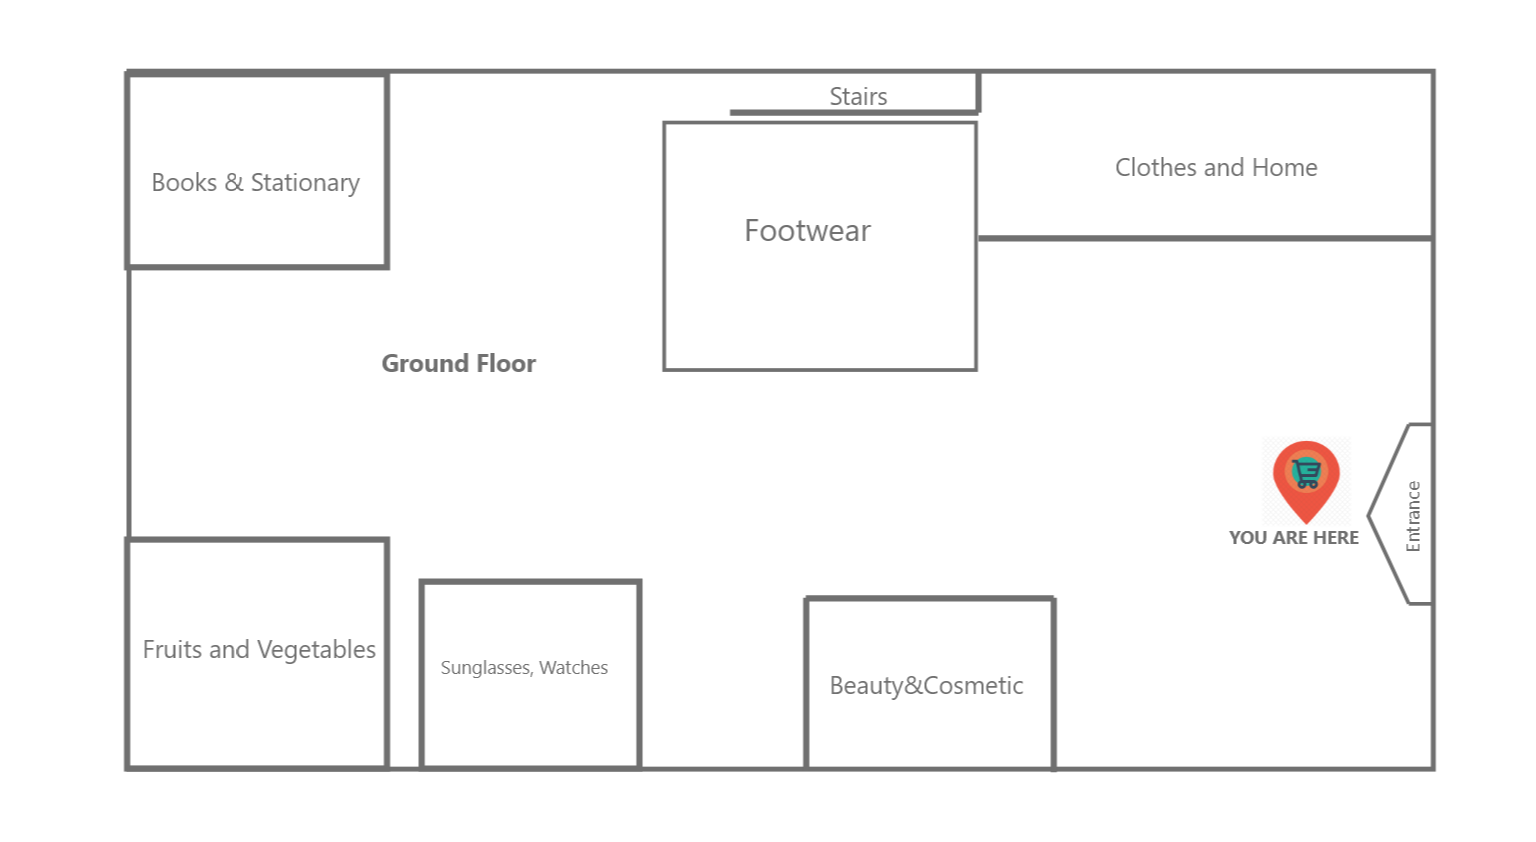 Stairs
Books & Stationary
Clothes and Home
Footwear
Ground Floor
Entrance
YOU ARE HERE
Fruits and Vegetables
Sunglasses, Watches
Beauty&Cosmetic